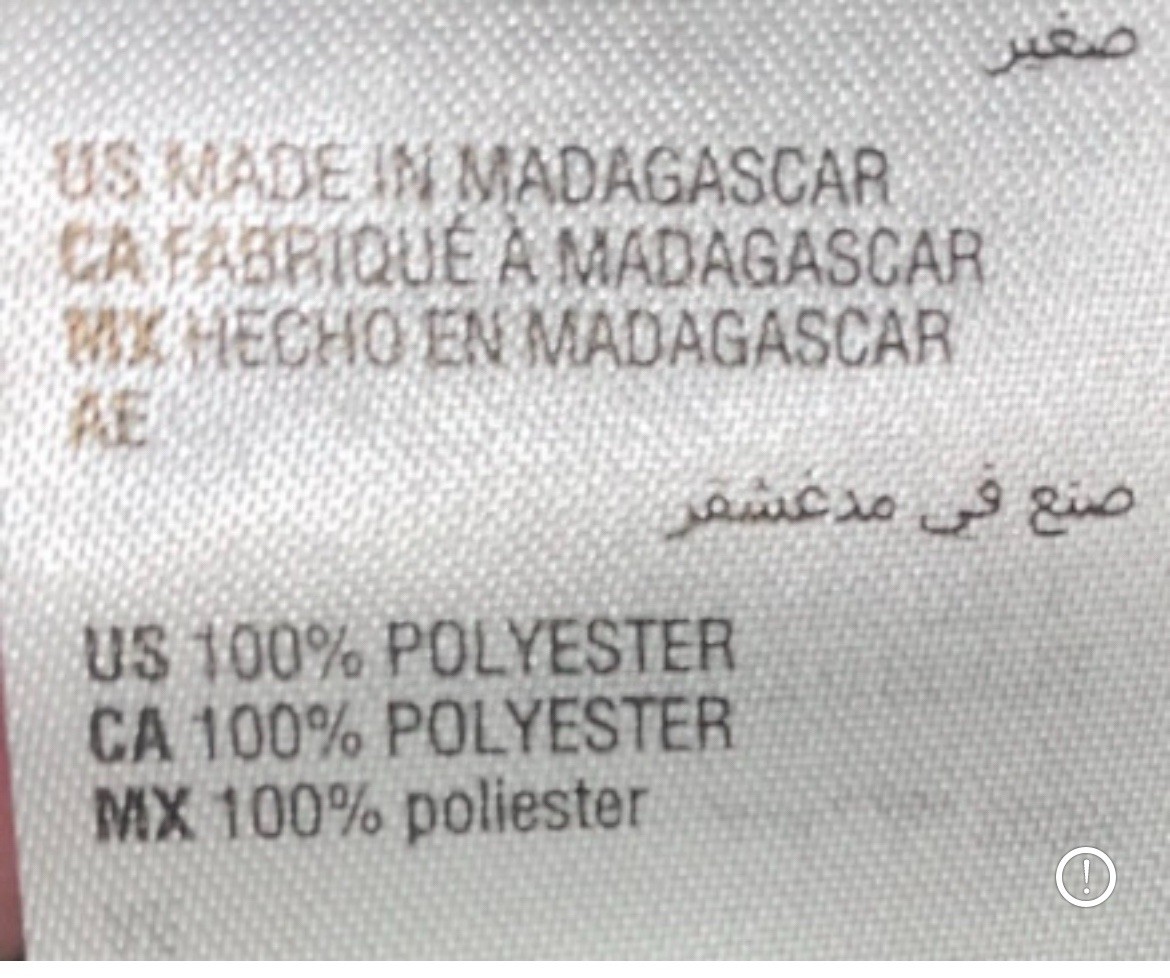 صغير
US MADE IN MADAGASCAR
CA FABRIQUÉ À MADAGASCAR
MX HECHO EN MADAGASCAR
AE
صنع في مدغشقر
US 100% POLYESTER
CA 100% POLYESTER
MX 100% poliester